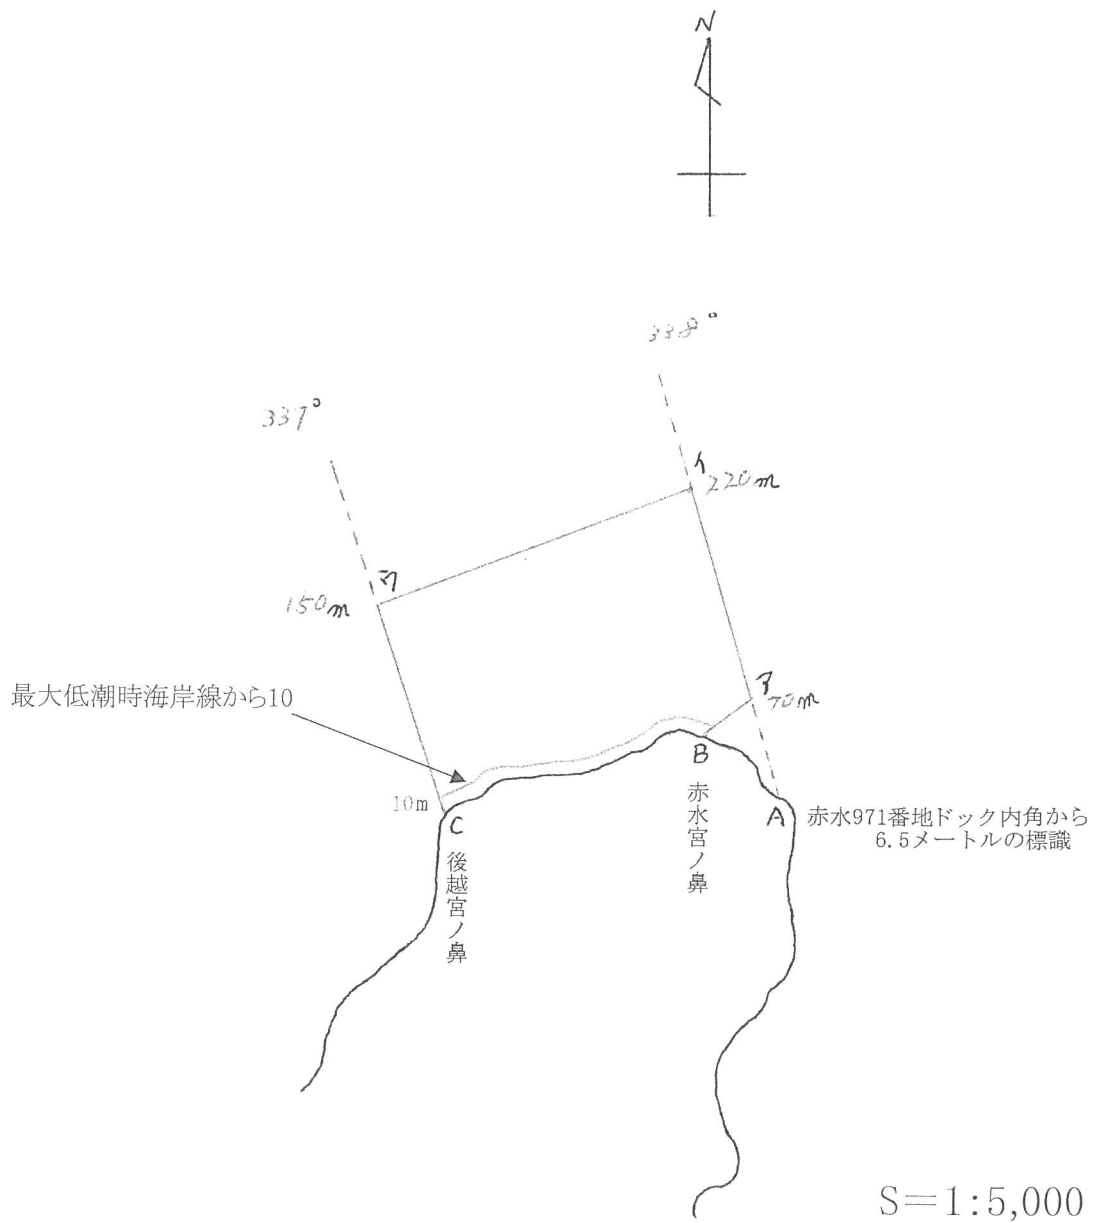 N
338°
337°
イ
220m
ウ
150m
最大低潮時海岸線から10
ア
70m
B
10m
C
A
赤水宮ノ鼻
赤水971番地ドック内角から
6.5メートルの標識
後越宮ノ鼻
S=1:5,000